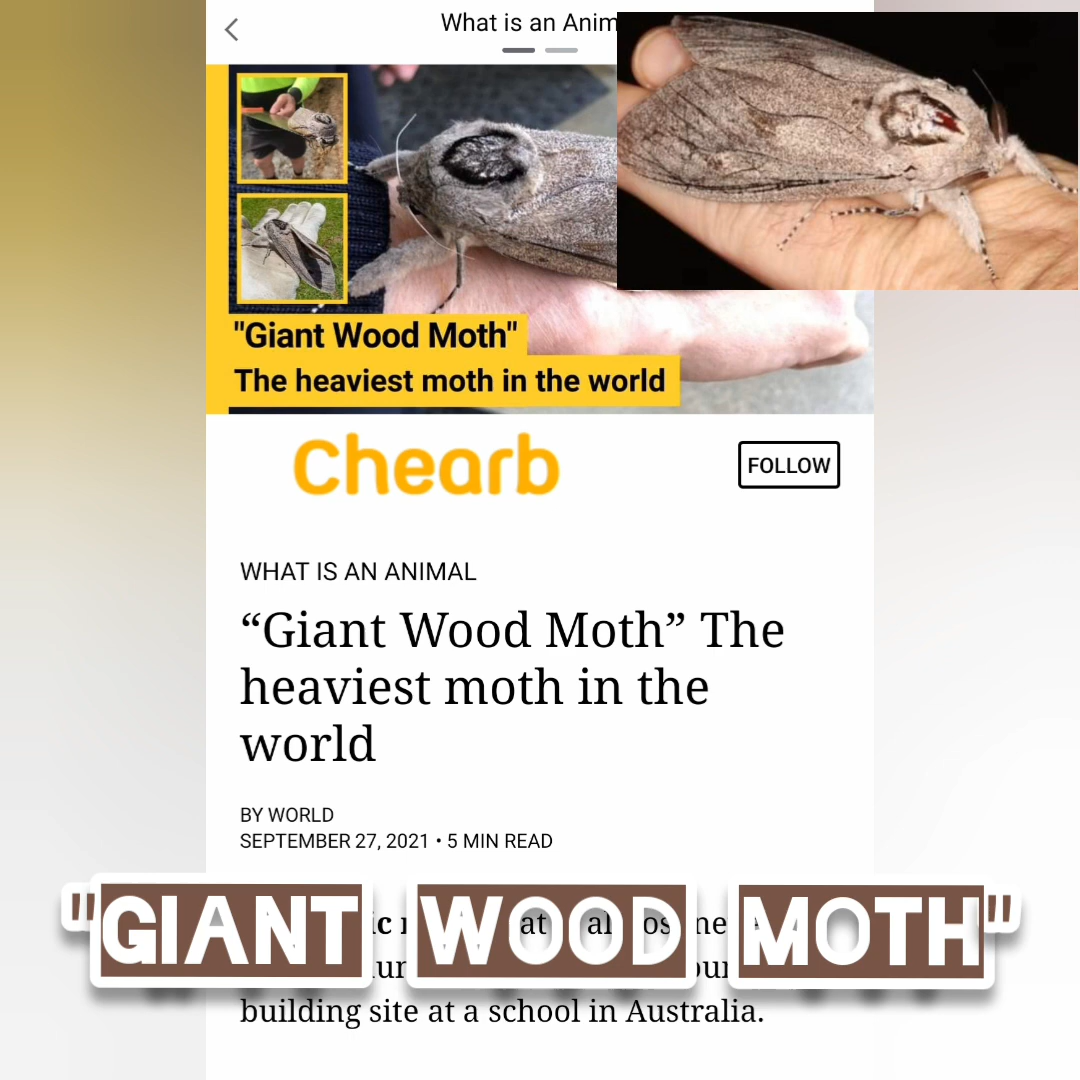 What is an Anim
"Giant Wood Moth"
The heaviest moth in the world
Chearb
FOLLOW
WHAT IS AN ANIMAL
“Giant Wood Moth” The
heaviest moth in the
world
BY WORLD
SEPTEMBER 27, 2021 • 5 MIN READ
"GIANT WOOD MOTH"
building site at a school in Australia.